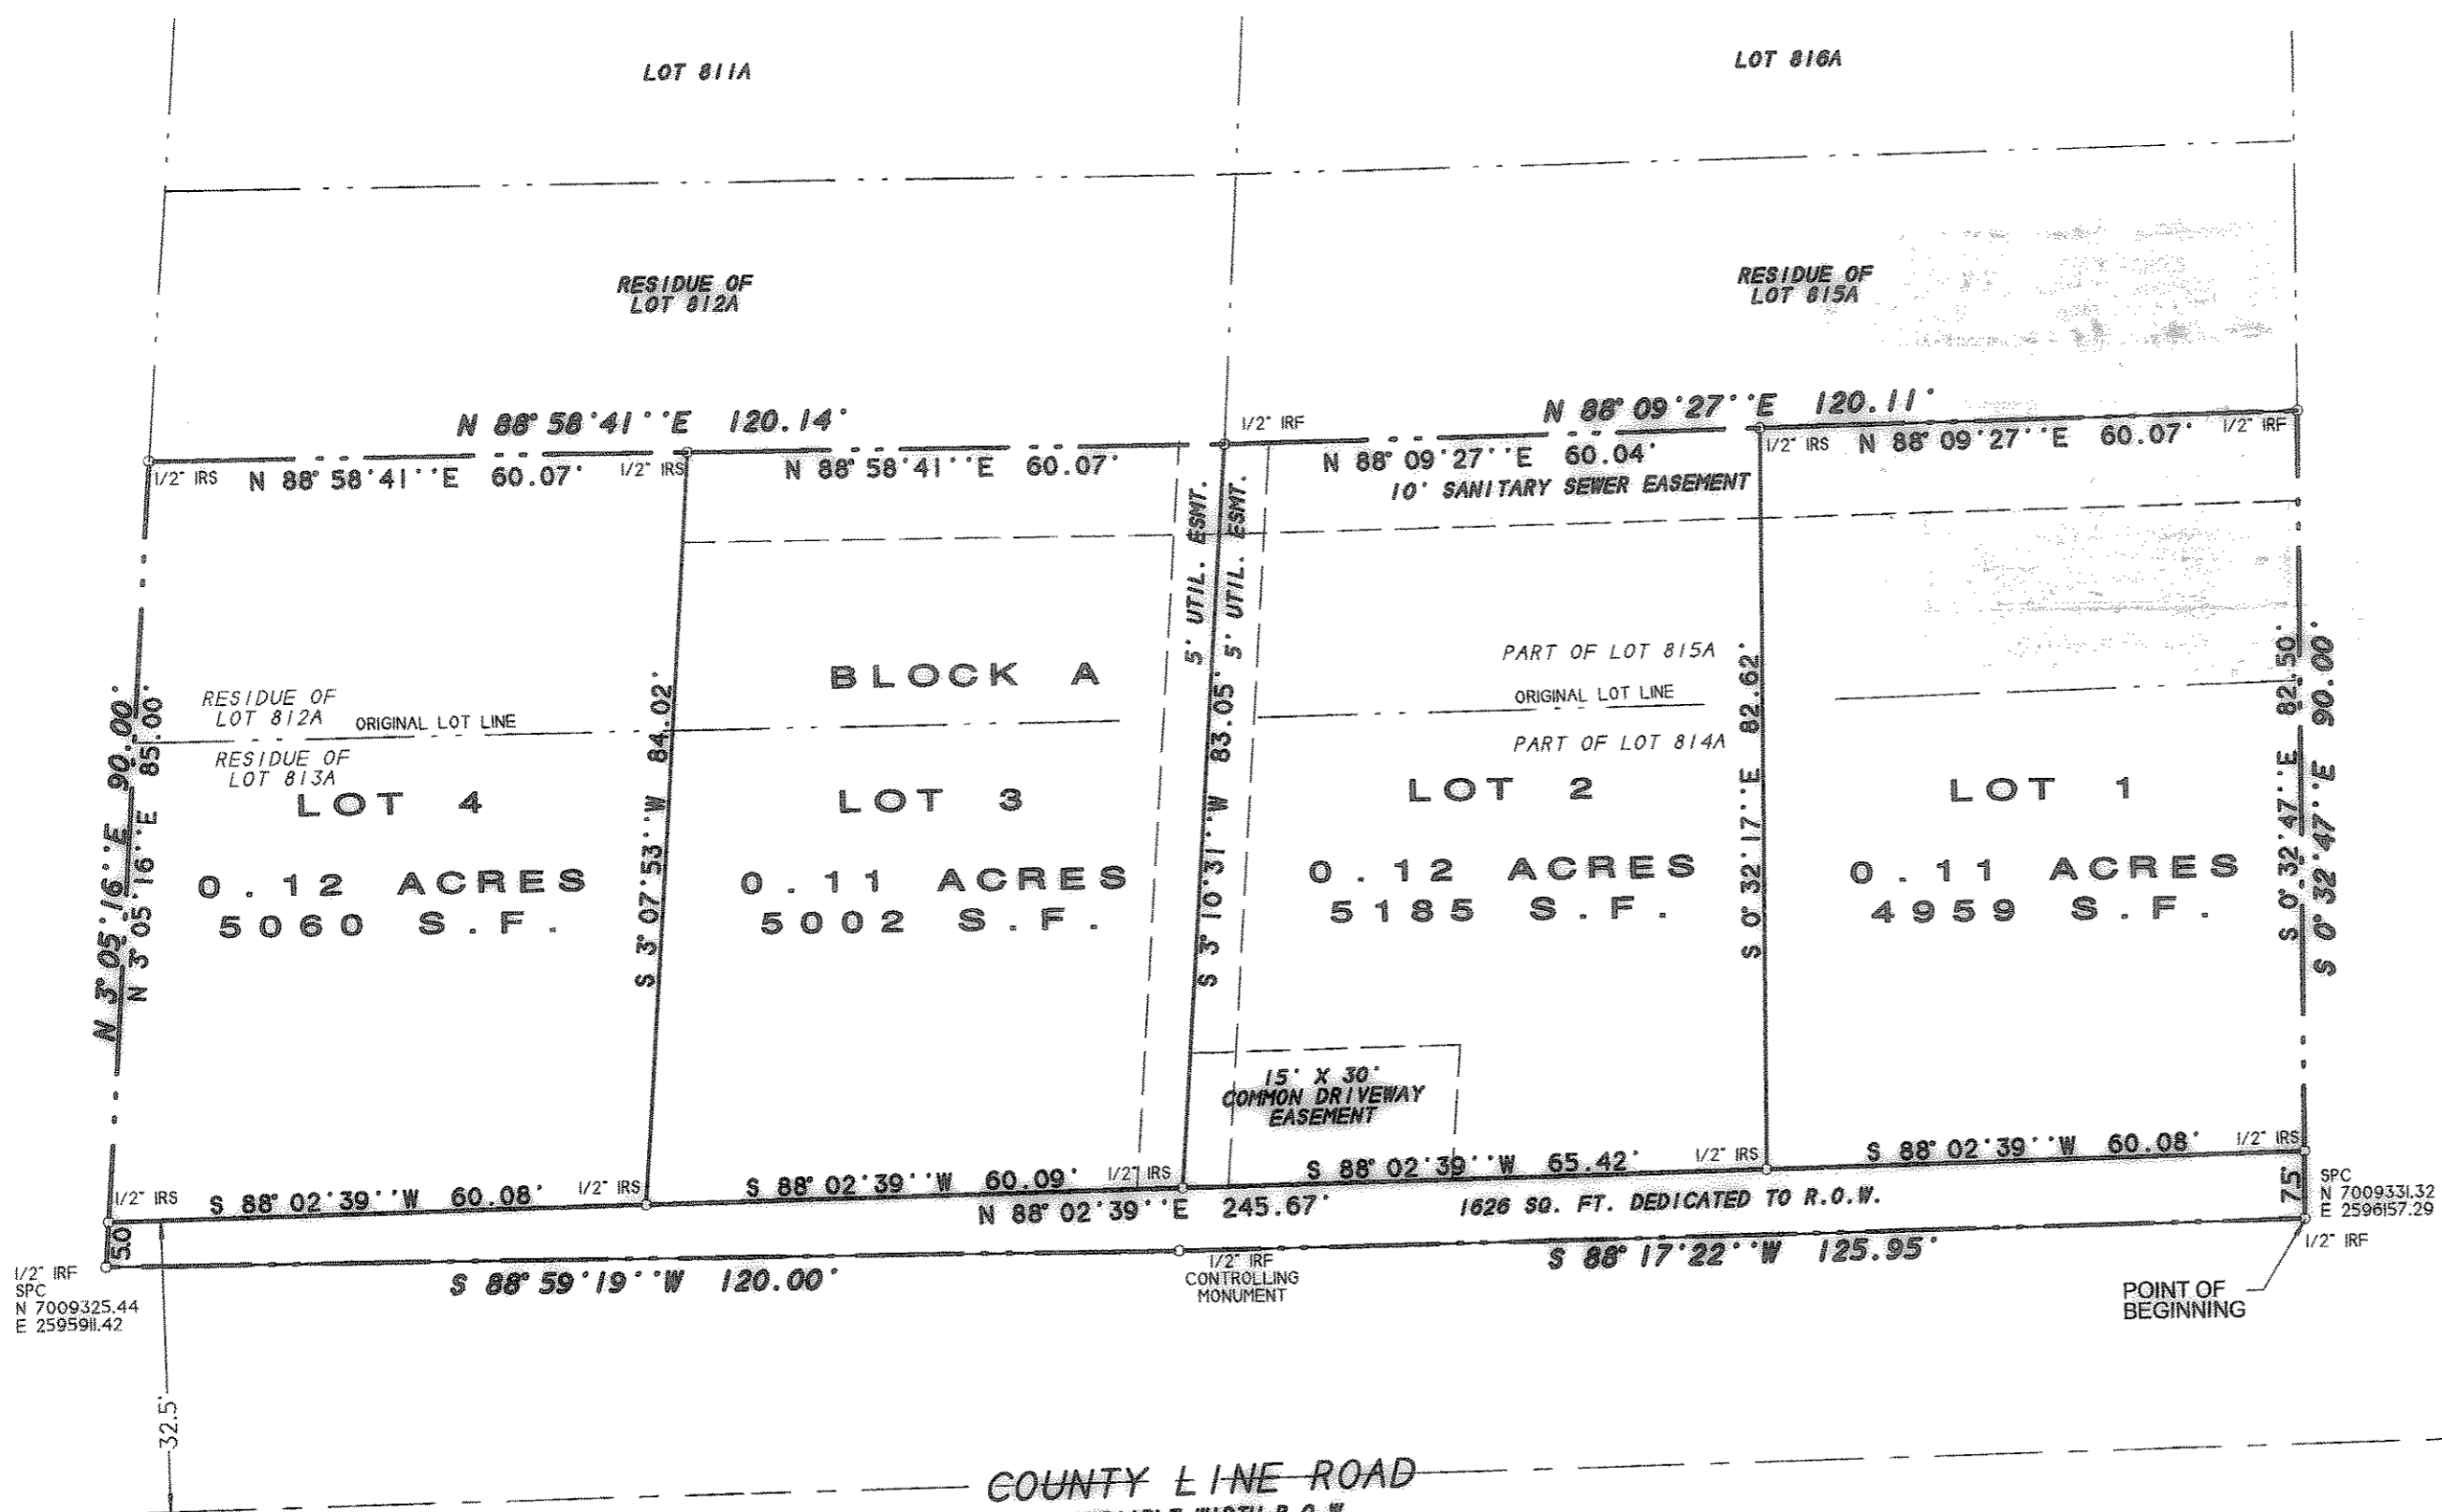 LOT 811A
LOT 816A
RESIDUE OF
LOT 812A
RESIDUE OF
LOT 815A
N 88° 58' 41'' E 120.14'
1/2" IRF
N 88° 09' 27'' E 120.11'
1/2" IRS
N 88° 58' 41'' E 60.07'
1/2" IRS
N 88° 58' 41'' E 60.07'
N 88° 09' 27'' E 60.04'
1/2" IRS
N 88° 09' 27'' E 60.07'
1/2" IRF
10' SANITARY SEWER EASEMENT
5' UTIL. ESMT.
5' UTIL. ESMT.
BLOCK A
RESIDUE OF
LOT 812A
ORIGINAL LOT LINE
RESIDUE OF
LOT 813A
PART OF LOT 815A
ORIGINAL LOT LINE
PART OF LOT 814A
N 3° 05' 16'' E 90.00'
N 3° 05' 16'' E 85.00'
LOT 4
0.12 ACRES
5060 S.F.
S 3° 07' 53'' W 84.02'
LOT 3
0.11 ACRES
5002 S.F.
S 3° 10' 31'' W 83.05'
LOT 2
0.12 ACRES
5185 S.F.
S 0° 32' 17'' E 82.62'
LOT 1
0.11 ACRES
4959 S.F.
S 0° 32' 47'' E 82.50'
S 0° 32' 47'' E 90.00'
15' X 30'
COMMON DRIVEWAY
EASEMENT
1/2" IRS
S 88° 02' 39'' W 60.08'
1/2" IRS
S 88° 02' 39'' W 60.09'
1/2" IRS
S 88° 02' 39'' W 65.42'
1/2" IRS
S 88° 02' 39'' W 60.08'
1/2" IRS
N 88° 02' 39'' E 245.67'
1626 SQ. FT. DEDICATED TO R.O.W.
5.0'
7.5'
SPC
N 7009331.32
E 2596157.29
1/2" IRF
1/2" IRF
SPC
N 7009325.44
E 2595911.42
S 88° 59' 19'' W 120.00'
1/2" IRF
CONTROLLING
MONUMENT
S 88° 17' 22'' W 125.95'
POINT OF
BEGINNING
32.5'
COUNTY LINE ROAD
WIDTH R.O.W.